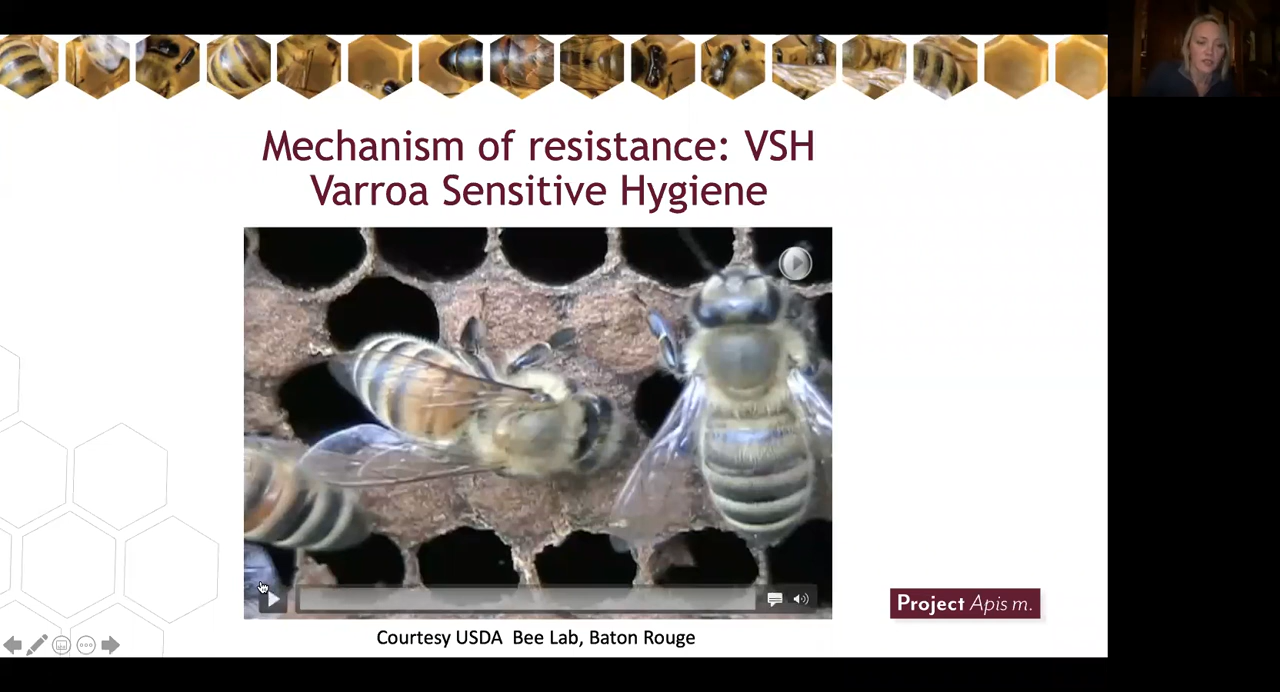 Mechanism of resistance: VSH
Varroa Sensitive Hygiene
Courtesy USDA Bee Lab, Baton Rouge
Project Apis m.